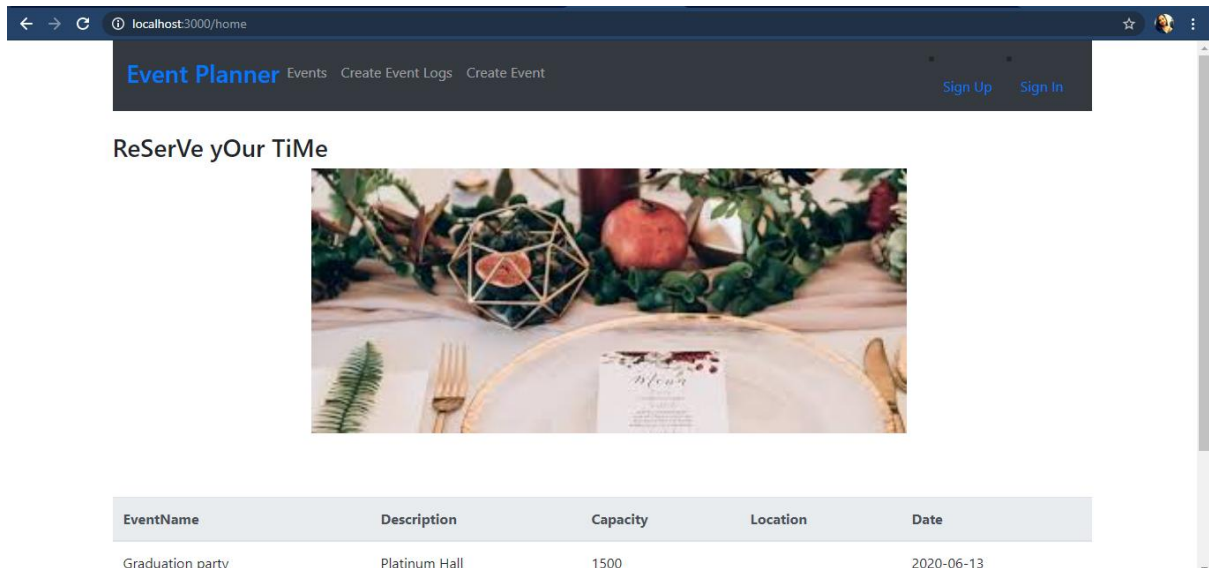 localhost:3000/home
Event Planner Events Create Event Logs Create Event
Sign Up Sign In
ReSerVe yOur TiMe
Menu
EventName Description Capacity Location Date
Graduation party Platinum Hall 1500 2020-06-13